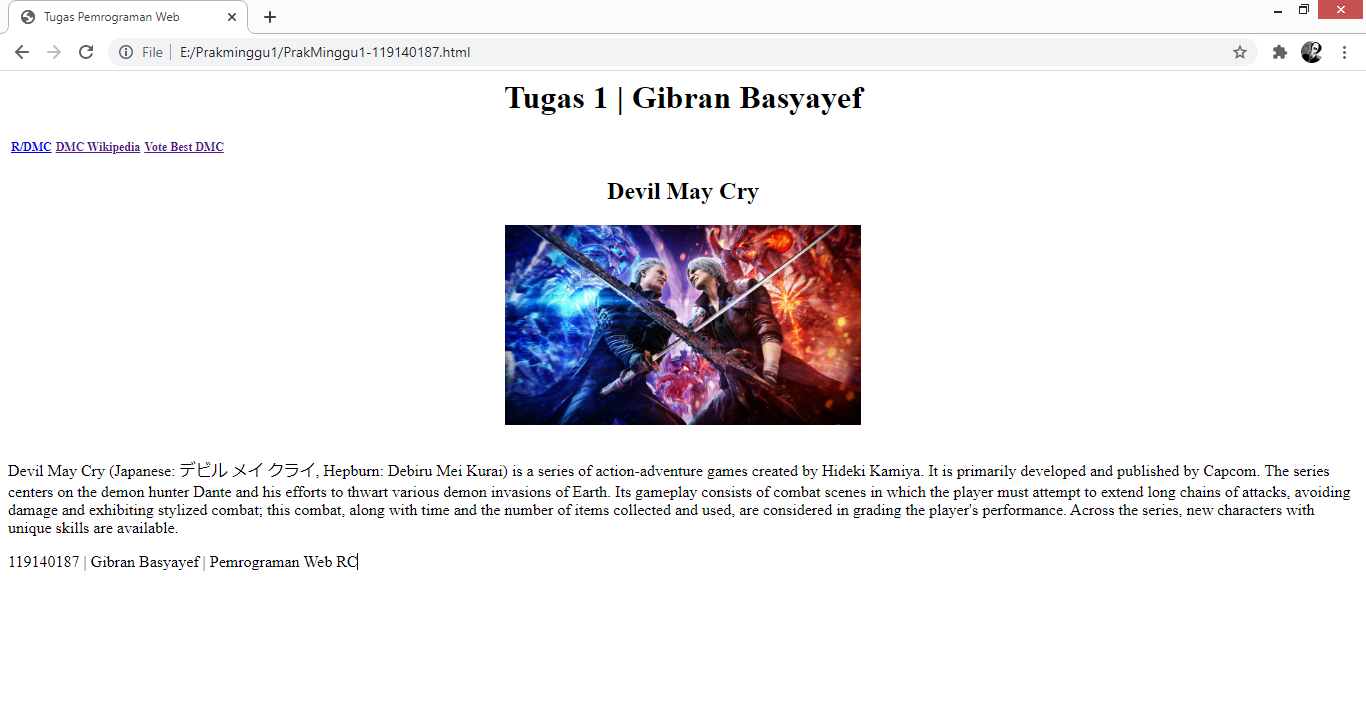 Tugas Pemrograman Web
File | E:/Prakminggu1/PrakMinggu1-119140187.html
Tugas 1 | Gibran Basyayef
R/DMC DMC Wikipedia Vote Best DMC
Devil May Cry
Devil May Cry (Japanese: デビル メイ クライ, Hepburn: Debiru Mei Kurai) is a series of action-adventure games created by Hideki Kamiya. It is primarily developed and published by Capcom. The series
centers on the demon hunter Dante and his efforts to thwart various demon invasions of Earth. Its gameplay consists of combat scenes in which the player must attempt to extend long chains of attacks, avoiding
damage and exhibiting stylized combat; this combat, along with time and the number of items collected and used, are considered in grading the player's performance. Across the series, new characters with
unique skills are available.
119140187 | Gibran Basyayef | Pemrograman Web RC